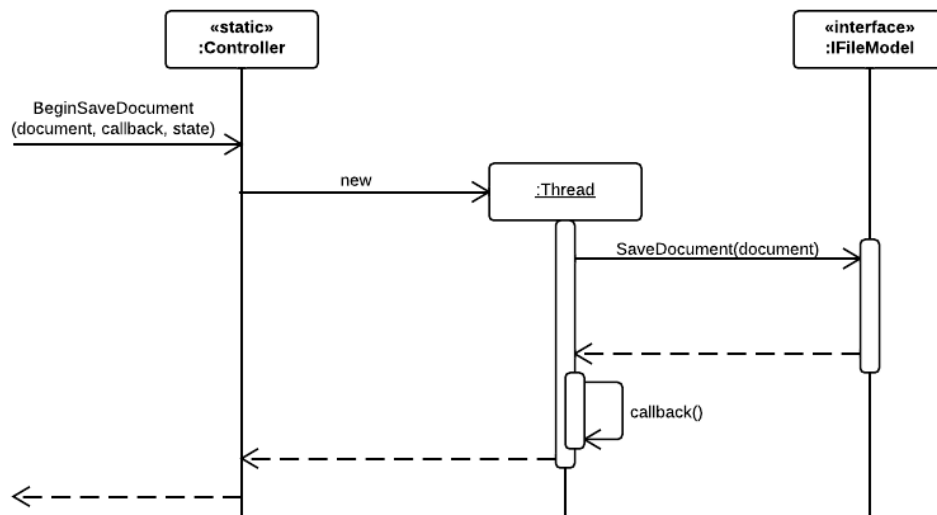 «static»
:Controller
«interface»
:IFileModel
BeginSaveDocument
(document, callback, state)
new
:Thread
SaveDocument(document)
callback()